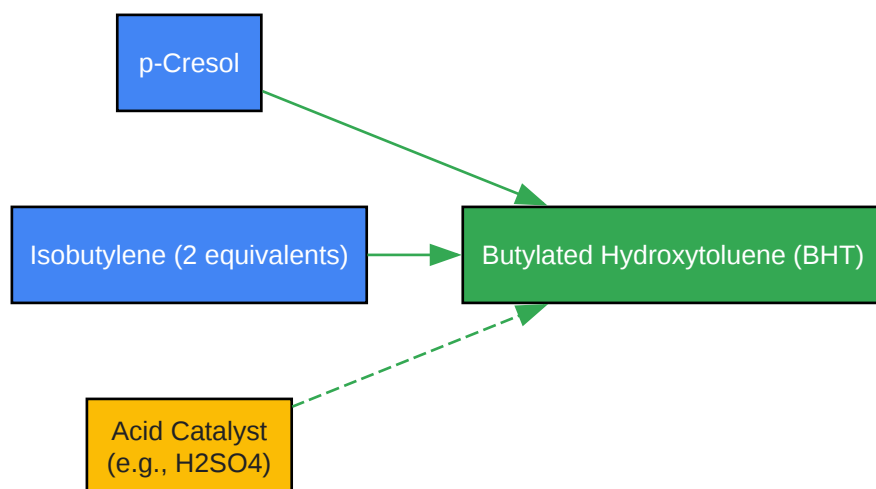 p-Cresol
Isobutylene (2 equivalents)
Butylated Hydroxytoluene (BHT)
Acid Catalyst
(e.g., H2SO4)